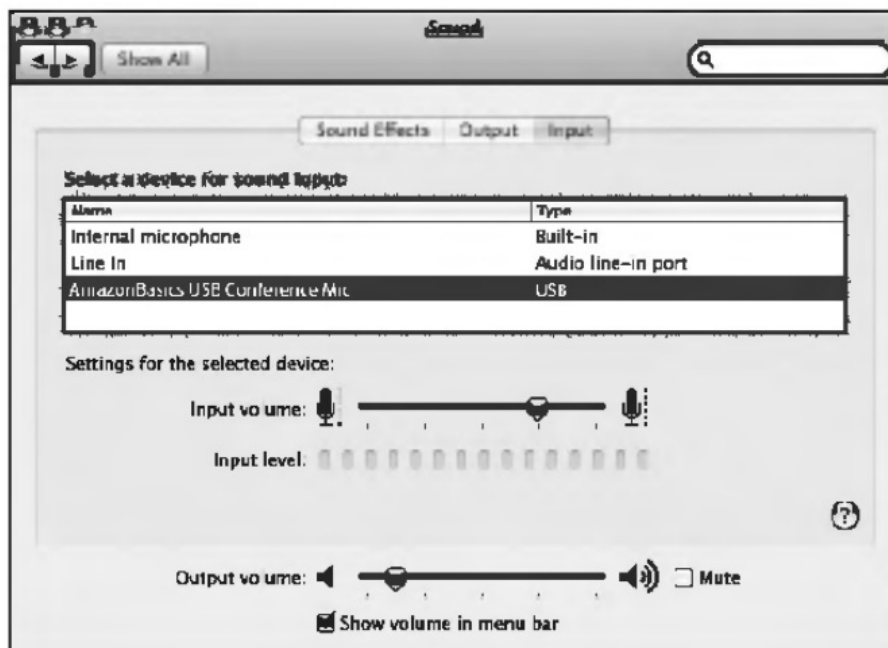 Sound
Show All
Sound Effects Output Input
Select a device for sound input:
Name Type
Internal microphone Built-in
Line In Audio line-in port
AmazonBasics USB Conference Mic USB
Settings for the selected device:
Input volume:
Input level:
?
Output volume: Mute
Show volume in menu bar